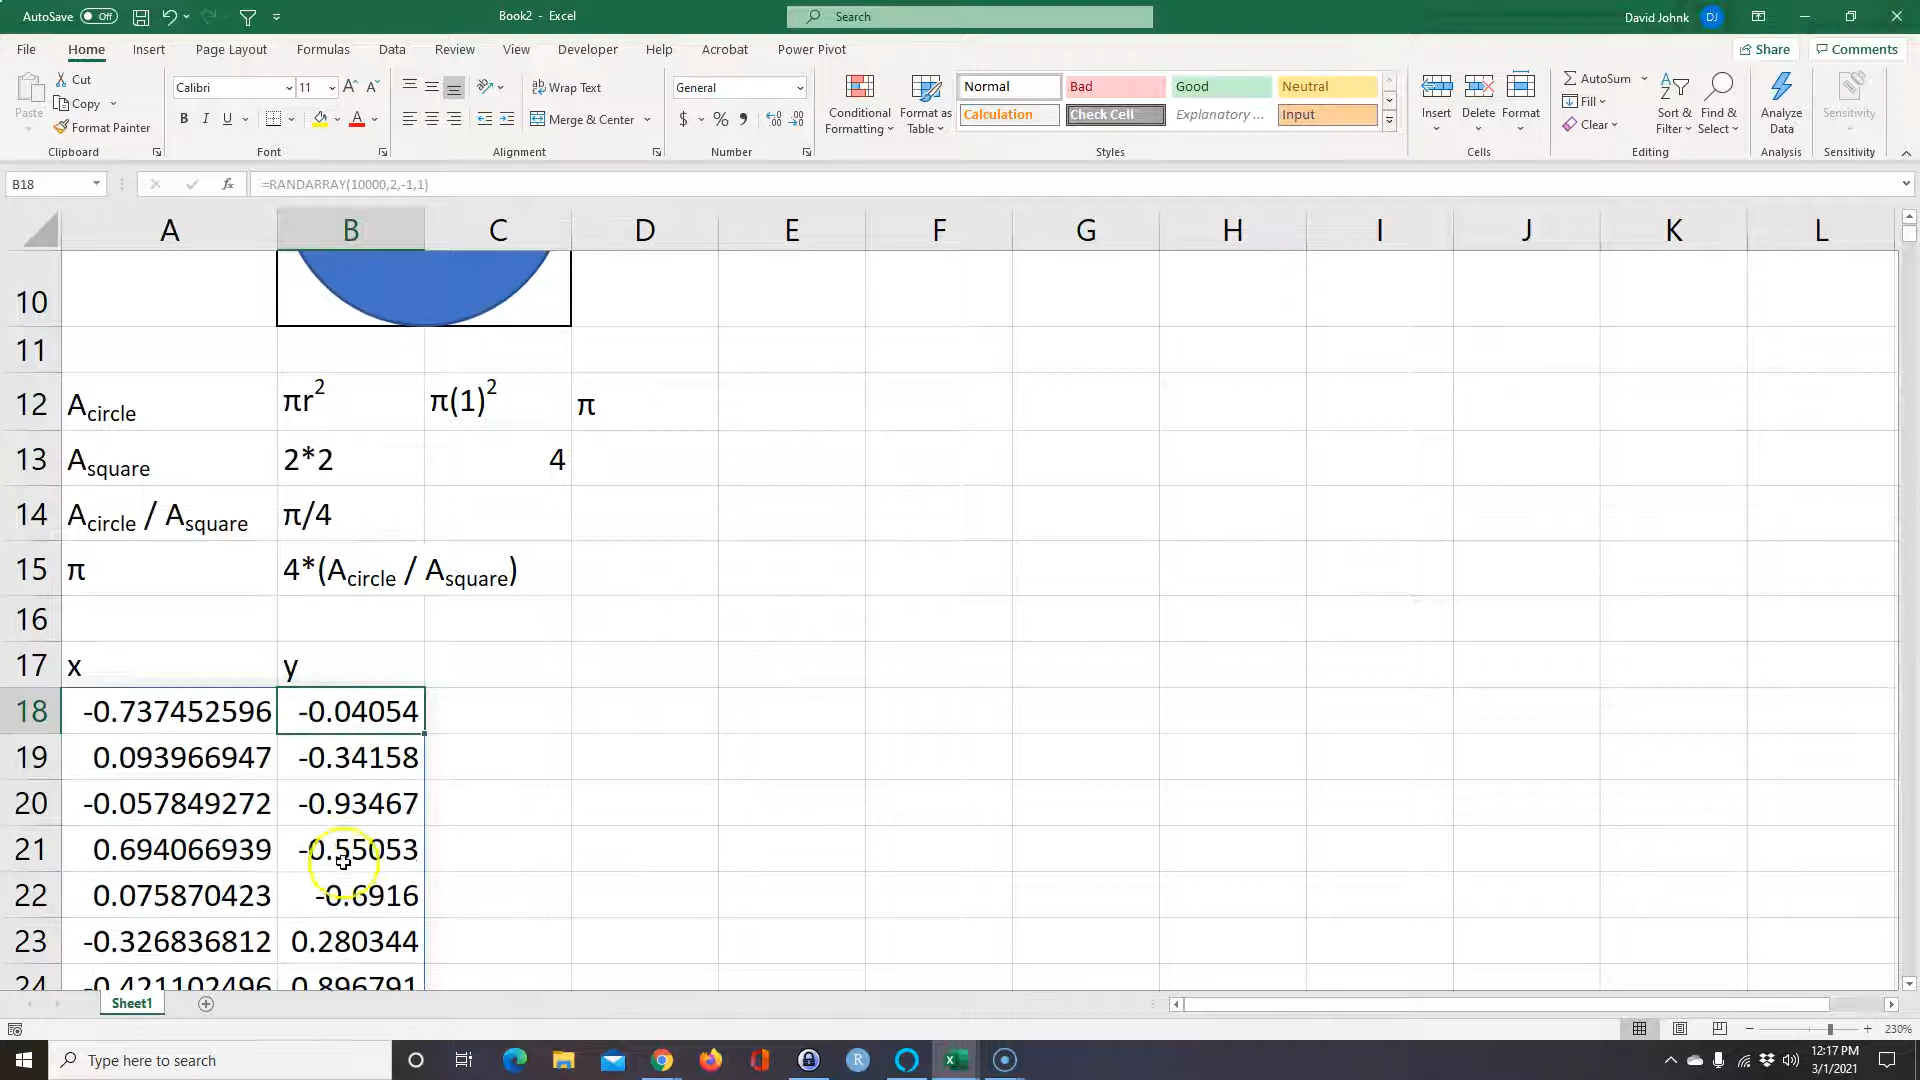 AutoSave Off Book2 - Excel Search David Johnk DJ
File Home Insert Page Layout Formulas Data Review View Developer Help Acrobat Power Pivot Share Comments
Paste Cut Copy Format Painter Clipboard
Calibri 11 B I U A Font
Wrap Text Merge & Center Alignment
General $ % Number
Conditional Formatting Format as Table Normal Bad Good Neutral Calculation Check Cell Explanatory ... Input Styles
Insert Delete Format Cells
AutoSum Fill Clear Sort & Filter Find & Select Editing
Analyze Data Analysis Sensitivity Sensitivity
B18 fx =RANDARRAY(10000,2,-1,1)
A B C D E F G H I J K L
10
11
12 Acircle πr2 π(1)2 π
13 Asquare 2*2 4
14 Acircle / Asquare π/4
15 π 4*(Acircle / Asquare)
16
17 x y
18 -0.737452596 -0.04054
19 0.093966947 -0.34158
20 -0.057849272 -0.93467
21 0.694066939 -0.55053
22 0.075870423 -0.6916
23 -0.326836812 0.280344
24 -0.421102496 0.896791
Sheet1
230%
Type here to search 12:17 PM
3/1/2021